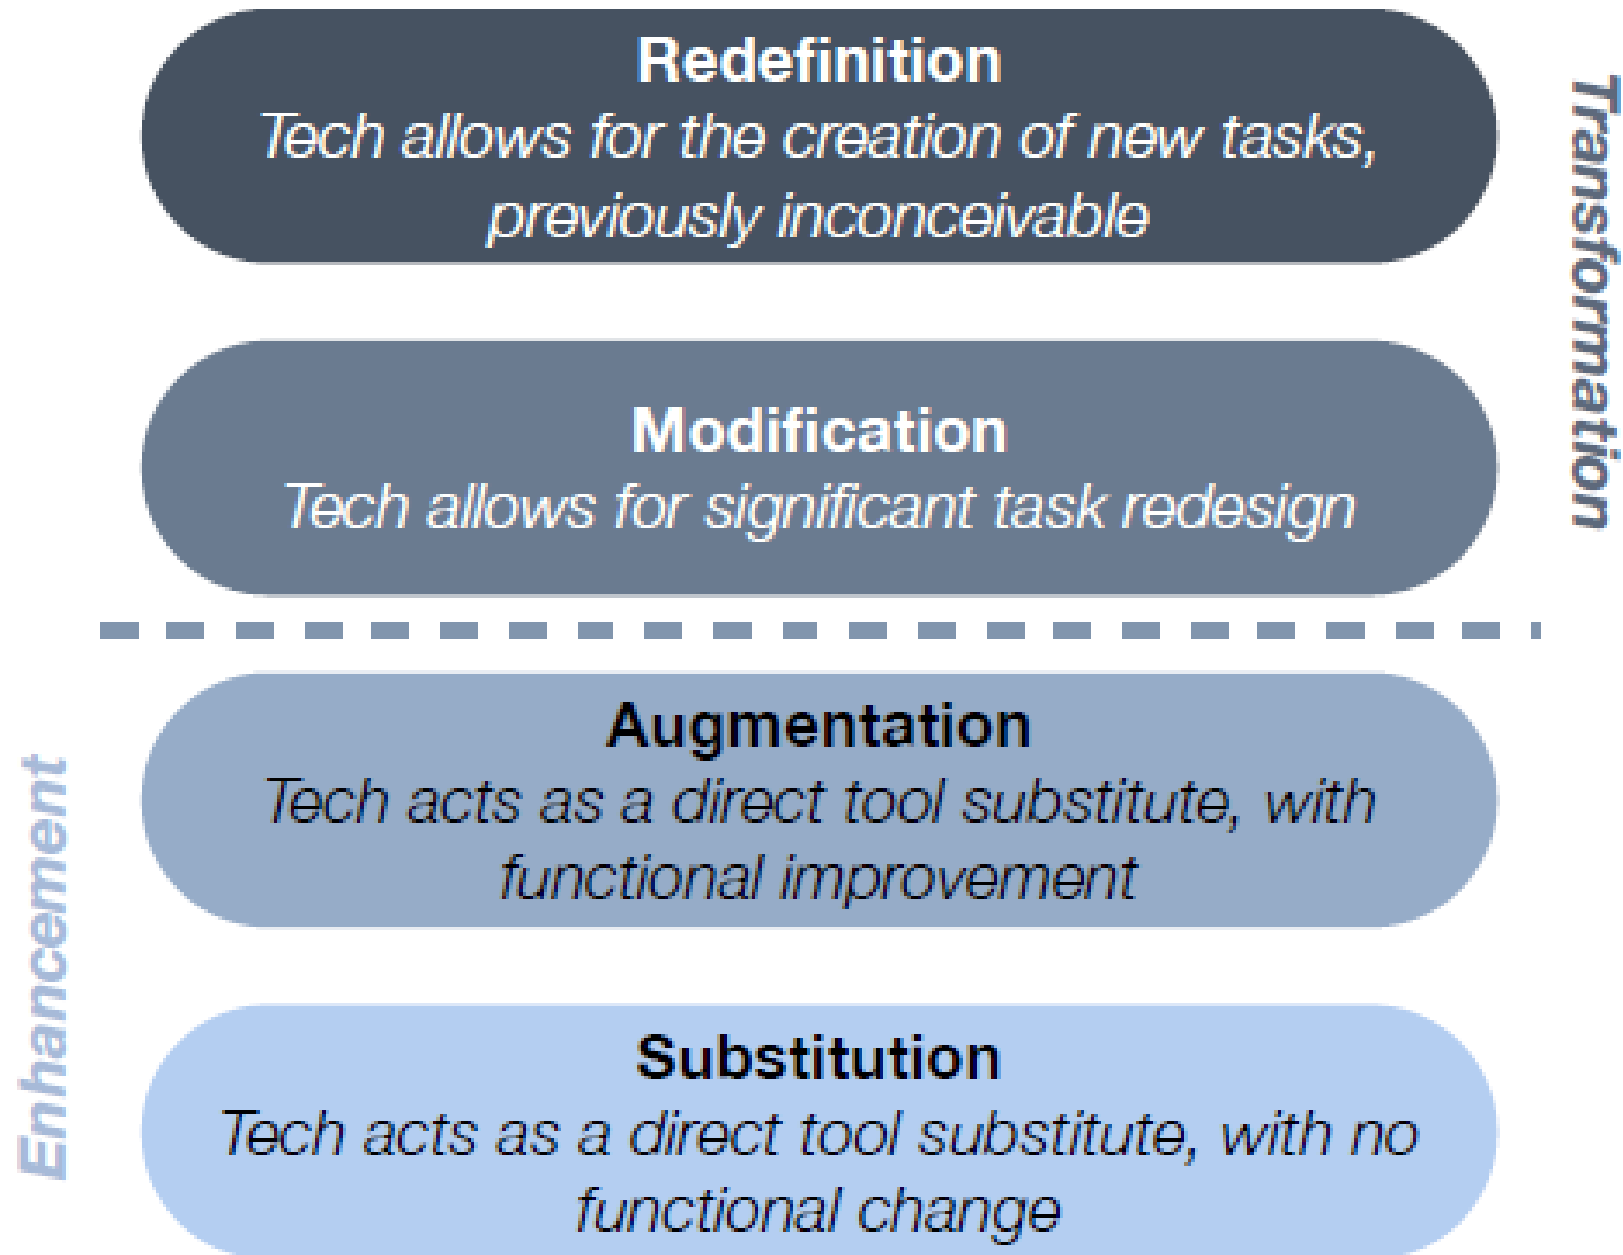 Redefinition
Tech allows for the creation of new tasks,
previously inconceivable
Modification
Tech allows for significant task redesign
Transformation
Augmentation
Tech acts as a direct tool substitute, with
functional improvement
Substitution
Tech acts as a direct tool substitute, with no
functional change
Enhancement